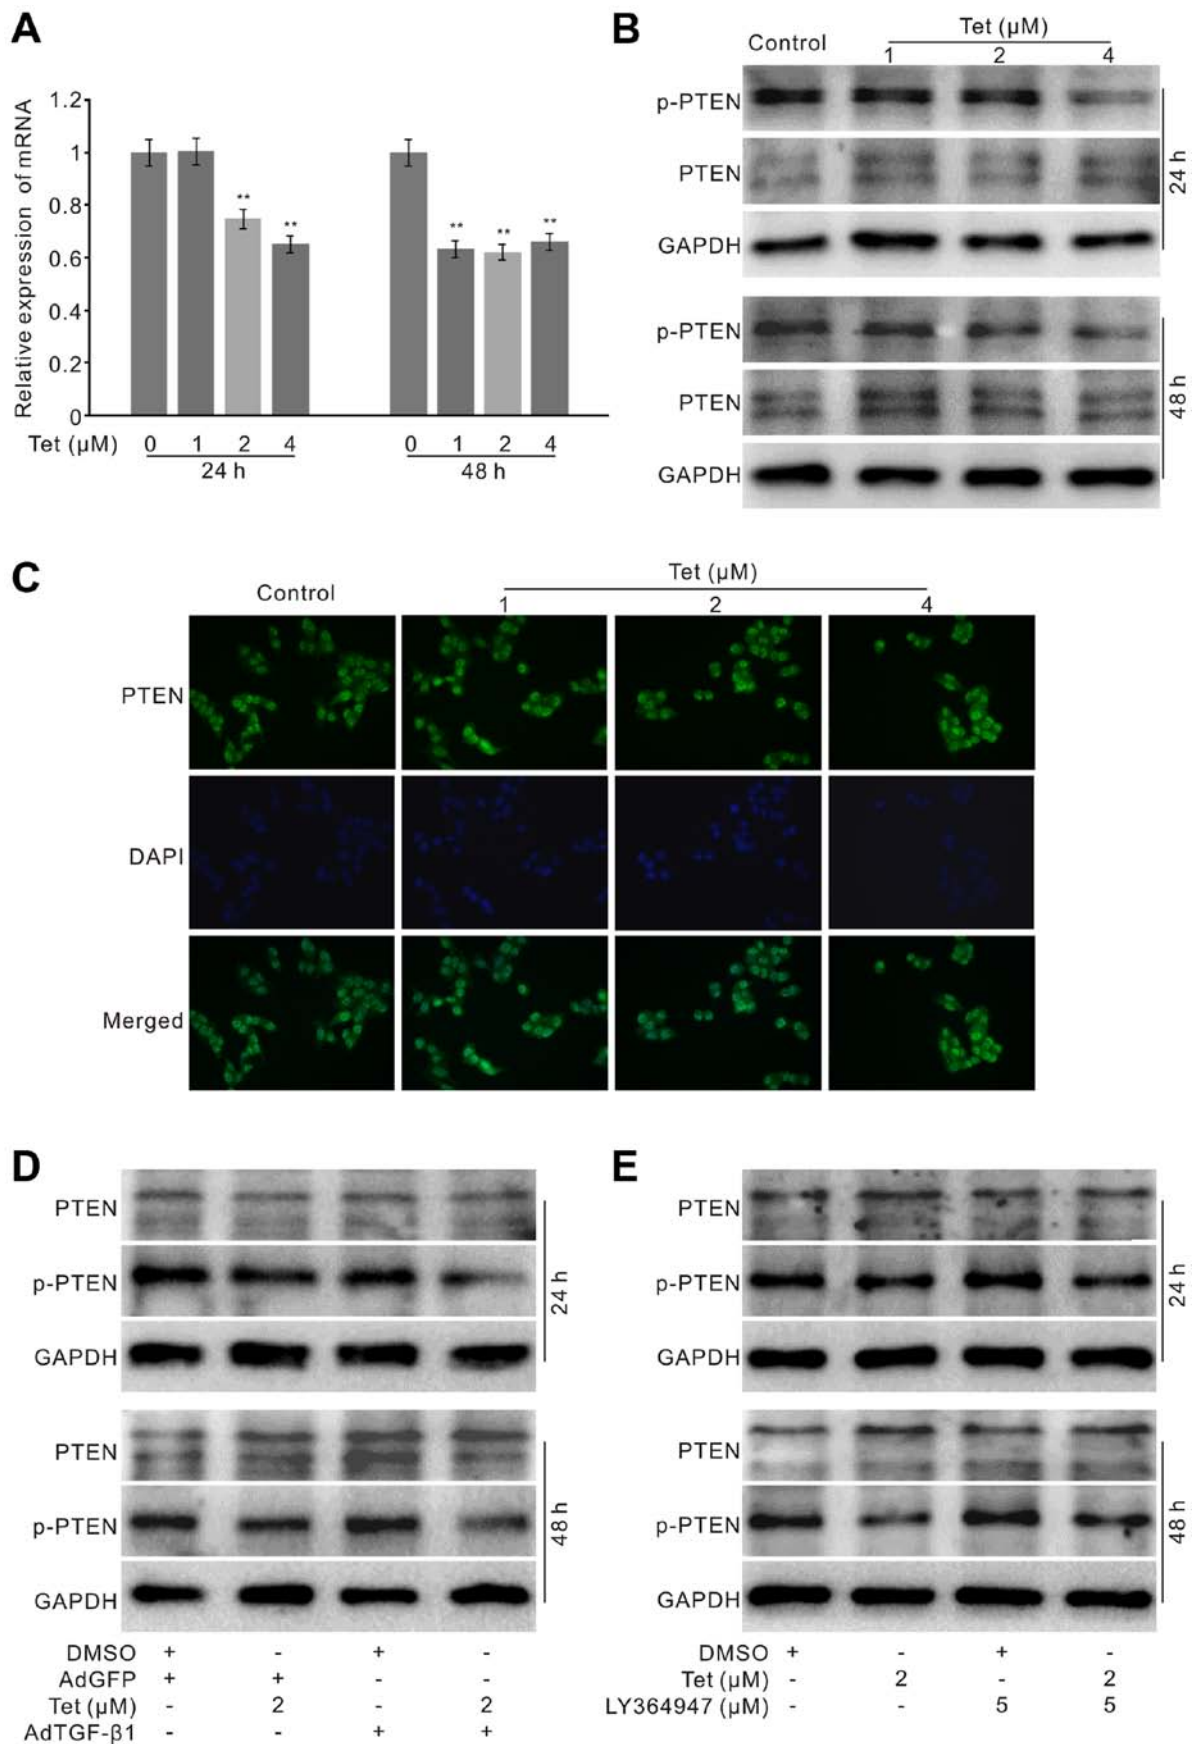 A
Relative expression of mRNA
1.2
1
0.8
0.6
0.4
0.2
0
** ** ** ** **
Tet (µM) 0 1 2 4 0 1 2 4
24 h 48 h
B
Control Tet (µM)
1 2 4
p-PTEN
PTEN
GAPDH
24 h
p-PTEN
PTEN
GAPDH
48 h
C
Control Tet (µM)
1 2 4
PTEN
DAPI
Merged
D
PTEN
p-PTEN
GAPDH
24 h
PTEN
p-PTEN
GAPDH
48 h
DMSO + - + -
AdGFP + + - -
Tet (µM) - 2 - 2
AdTGF-β1 - - + +
E
PTEN
p-PTEN
GAPDH
24 h
PTEN
p-PTEN
GAPDH
48 h
DMSO + - + -
Tet (µM) - 2 - 2
LY364947 (µM) - - 5 5